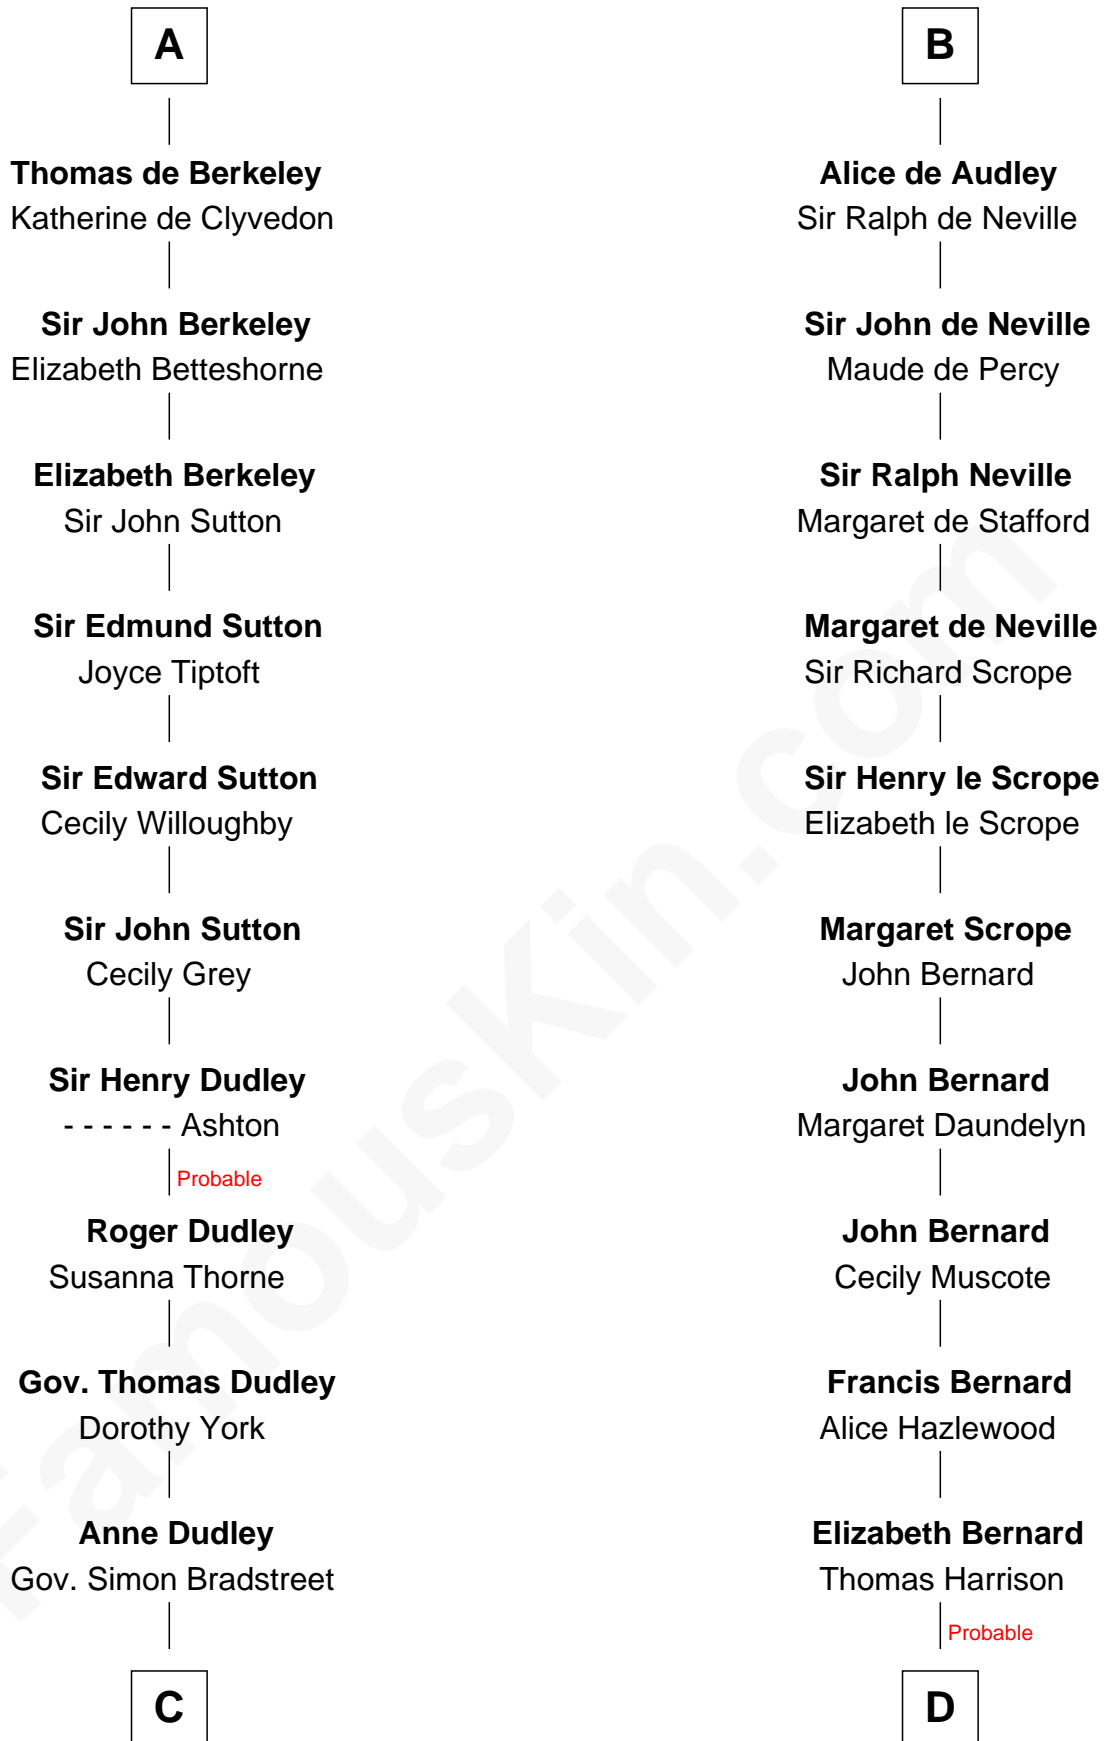 A
Thomas de Berkeley
Katherine de Clyvedon
Sir John Berkeley
Elizabeth Betteshorne
Elizabeth Berkeley
Sir John Sutton
Sir Edmund Sutton
Joyce Tiptoft
Sir Edward Sutton
Cecily Willoughby
Sir John Sutton
Cecily Grey
Sir Henry Dudley
- - - - - - Ashton
Probable
Roger Dudley
Susanna Thorne
Gov. Thomas Dudley
Dorothy York
Anne Dudley
Gov. Simon Bradstreet
C
B
Alice de Audley
Sir Ralph de Neville
Sir John de Neville
Maude de Percy
Sir Ralph Neville
Margaret de Stafford
Margaret de Neville
Sir Richard Scrope
Sir Henry le Scrope
Elizabeth le Scrope
Margaret Scrope
John Bernard
John Bernard
Margaret Daundelyn
John Bernard
Cecily Muscote
Francis Bernard
Alice Hazlewood
Elizabeth Bernard
Thomas Harrison
Probable
D
FamousKin.com